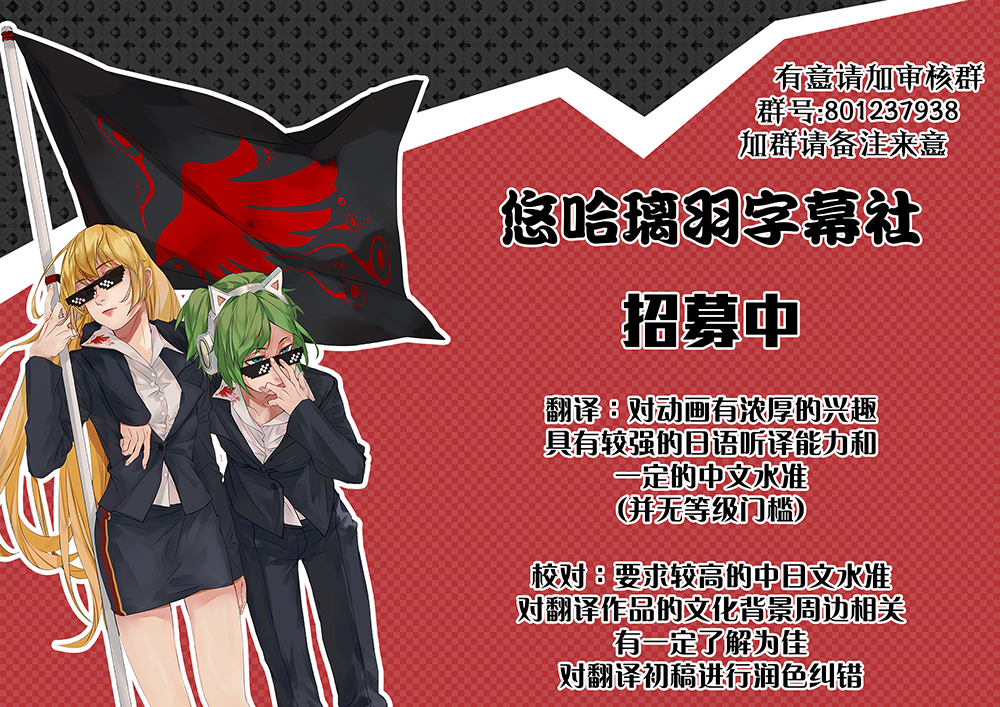 有意请加审核群
群号:801237938
加群请备注来意
悠哈璃羽字幕社
招募中
翻译：对动画有浓厚的兴趣
具有较强的日语听译能力和
一定的中文水准
(并无等级门槛)
校对：要求较高的中日文水准
对翻译作品的文化背景周边相关
有一定了解为佳
对翻译初稿进行润色纠错